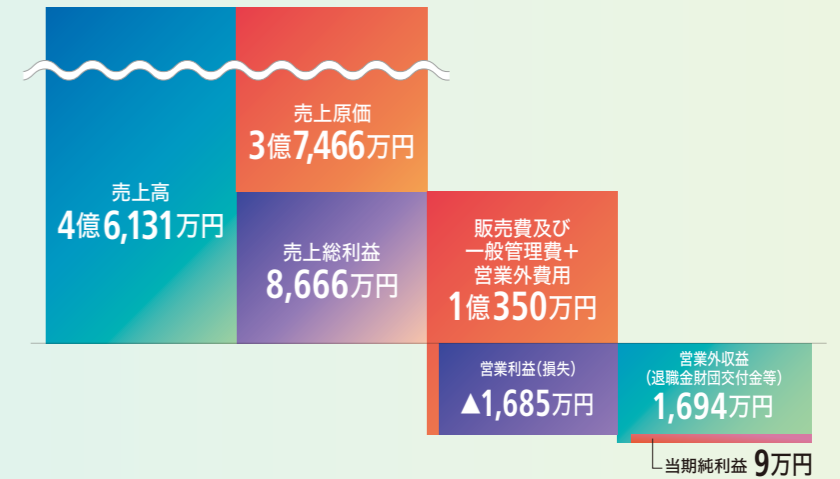 売上高
4億6,131万円
売上原価
3億7,466万円
売上総利益
8,666万円
販売費及び
一般管理費＋
営業外費用
1億350万円
営業利益（損失）
▲1,685万円
営業外収益
（退職金財団交付金等）
1,694万円
当期純利益 9万円